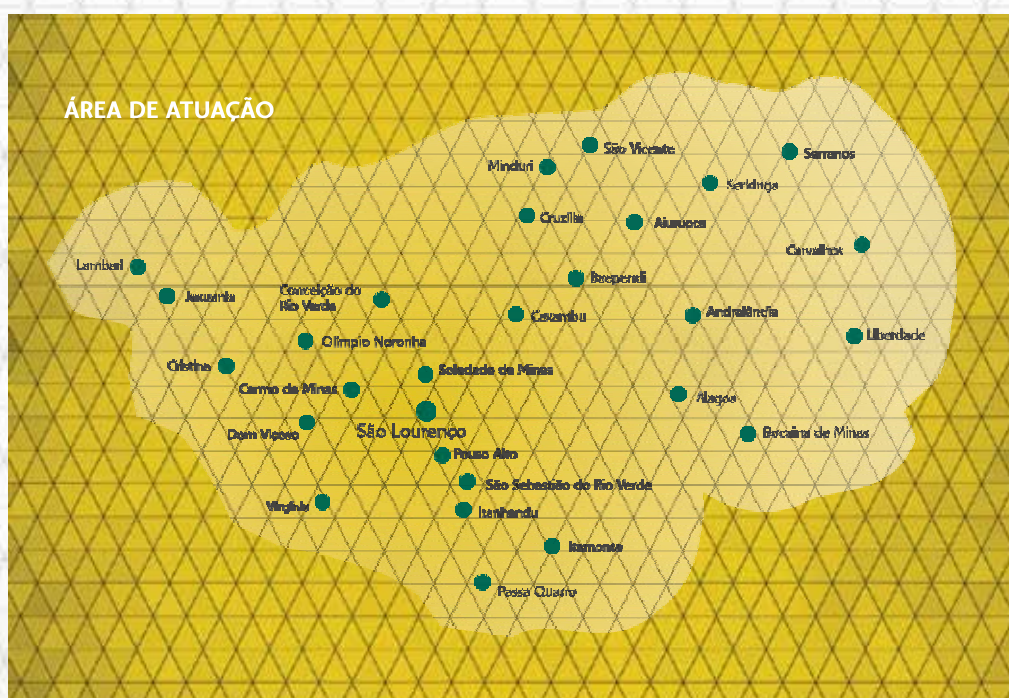 ÁREA DE ATUAÇÃO
São Vicente
Minduri
Serranos
Seritinga
Cruzília
Aiuruoca
Carvalhos
Lambari
Baependi
Jesuania
Conceição do
Rio Verde
Caxambu
Andrelândia
Liberdade
Olímpio Noronha
Cristina
Soledade de Minas
Carmo de Minas
Alagoa
São Lourenço
Dom Viçoso
Bocaina de Minas
Pouso Alto
São Sebastião do Rio Verde
Virgínia
Itanhandu
Itamonte
Passa Quatro